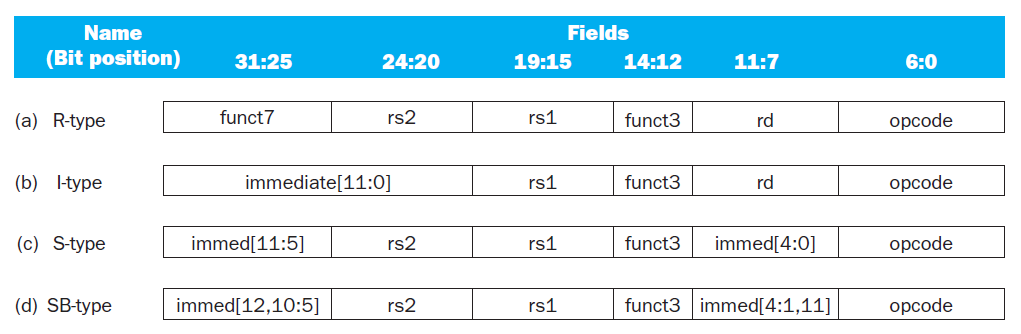 Name Fields
(Bit position) 31:25 24:20 19:15 14:12 11:7 6:0
(a) R-type funct7 rs2 rs1 funct3 rd opcode
(b) I-type immediate[11:0] rs1 funct3 rd opcode
(c) S-type immed[11:5] rs2 rs1 funct3 immed[4:0] opcode
(d) SB-type immed[12,10:5] rs2 rs1 funct3 immed[4:1,11] opcode